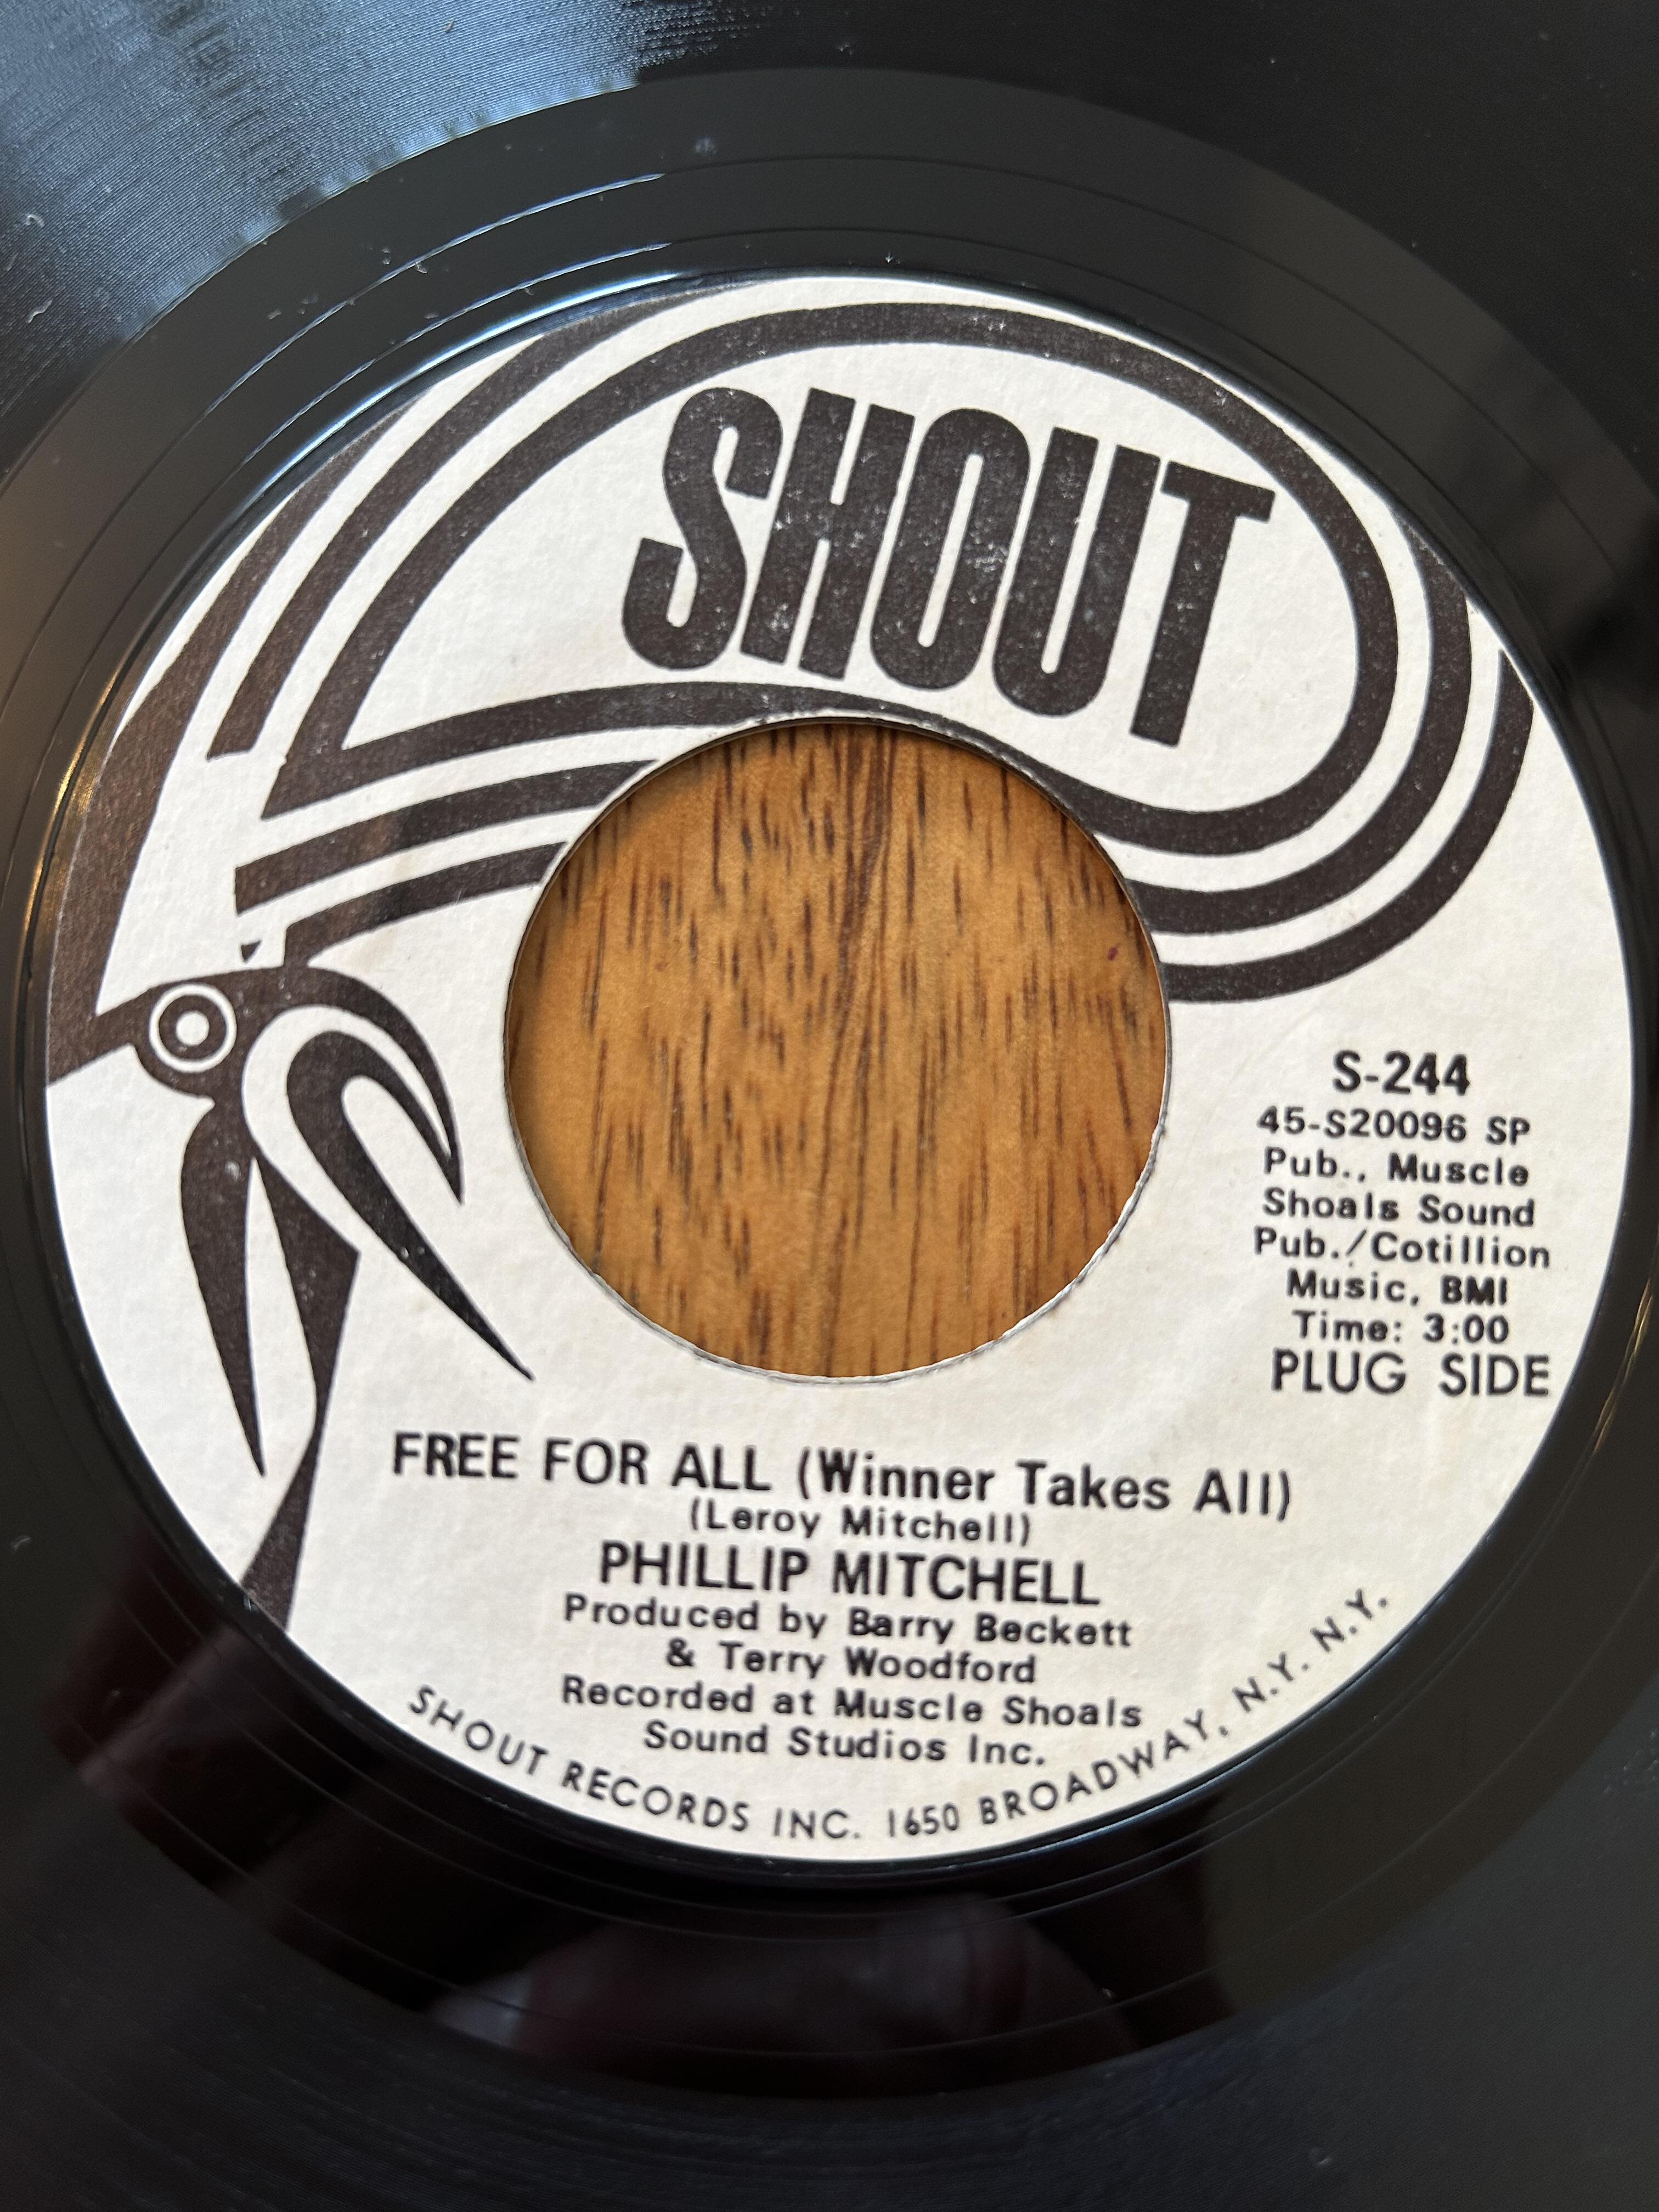 SHOUT
S-244
45-S20096 SP
Pub., Muscle
Shoals Sound
Pub./Cotillion
Music, BMI
Time: 3:00
PLUG SIDE
FREE FOR ALL (Winner Takes All)
(Leroy Mitchell)
PHILLIP MITCHELL
Produced by Barry Beckett
& Terry Woodford
Recorded at Muscle Shoals
Sound Studios Inc.
SHOUT RECORDS INC. 1650 BROADWAY, N.Y. N.Y.